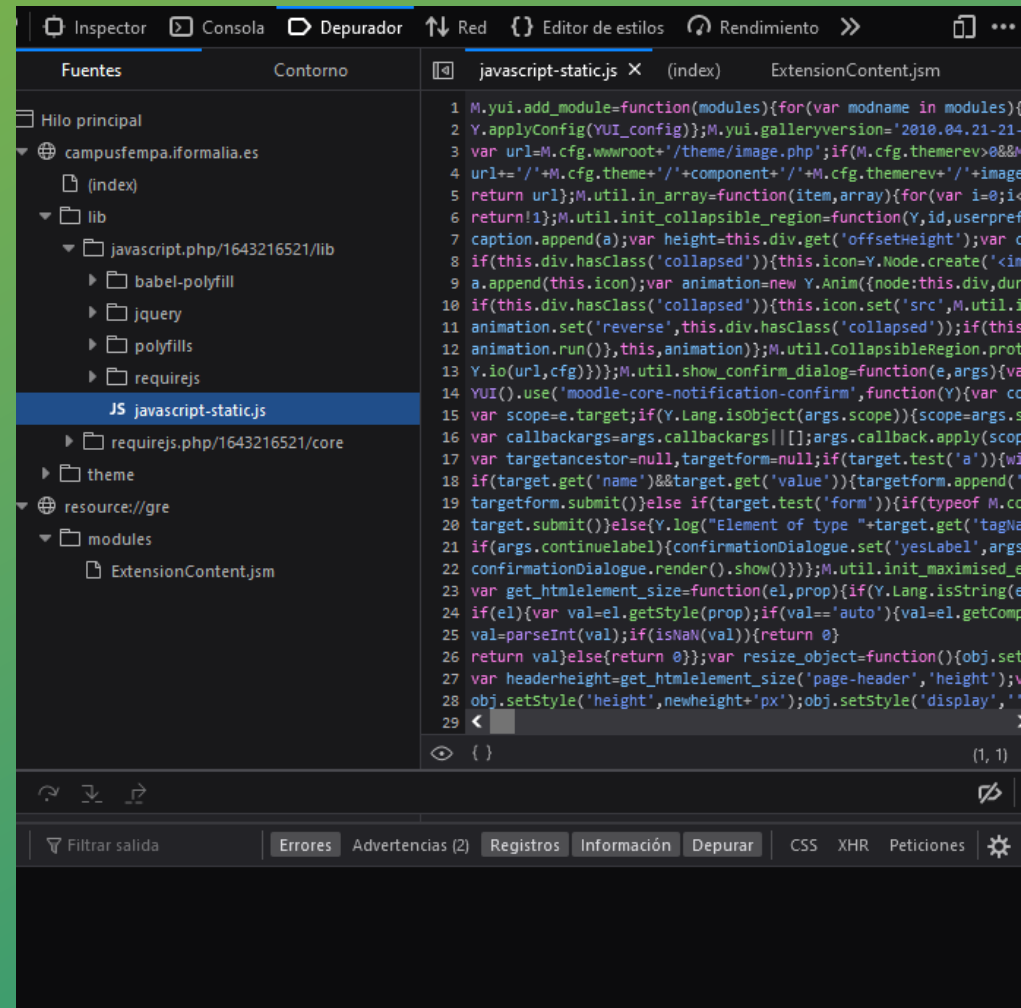 Inspector Consola Depurador Red Editor de estilos Rendimiento
Fuentes Contorno
javascript-static.js (index) ExtensionContent.jsm
Hilo principal
campusfempa.iformalia.es
(index)
lib
javascript.php/1643216521/lib
babel-polyfill
jquery
polyfills
requirejs
JS javascript-static.js
requirejs.php/1643216521/core
theme
resource://gre
modules
ExtensionContent.jsm
1 M.yui.add_module=function(modules){for(var modname in modules){
2 Y.applyConfig(YUI_config)};M.yui.galleryversion='2010.04.21-21-
3 var url=M.cfg.wwwroot+'/theme/image.php';if(M.cfg.themerev>0&&M
4 url+='/'+M.cfg.theme+'/'+component+'/'+M.cfg.themerev+'/'+image
5 return url};M.util.in_array=function(item,array){for(var i=0;i<
6 return!1};M.util.init_collapsible_region=function(Y,id,userpref
7 caption.append(a);var height=this.div.get('offsetHeight');var c
8 if(this.div.hasClass('collapsed')){this.icon=Y.Node.create('<im
9 a.append(this.icon);var animation=new Y.Anim({node:this.div,dur
10 if(this.div.hasClass('collapsed')){this.icon.set('src',M.util.i
11 animation.set('reverse',this.div.hasClass('collapsed'));if(this
12 animation.run()},this,animation)};M.util.CollapsibleRegion.prot
13 Y.io(url,cfg)})};M.util.show_confirm_dialog=function(e,args){va
14 YUI().use('moodle-core-notification-confirm',function(Y){var co
15 var scope=e.target;if(Y.Lang.isObject(args.scope)){scope=args.s
16 var callbackargs=args.callbackargs||[];args.callback.apply(scop
17 var targetancestor=null,targetform=null;if(target.test('a')){wi
18 if(target.get('name')&&target.get('value')){targetform.append('
19 targetform.submit()}else if(target.test('form')){if(typeof M.co
20 target.submit()}else{Y.log("Element of type "+target.get('tagNa
21 if(args.continuelabel){confirmationDialogue.set('yesLabel',args
22 confirmationDialogue.render().show()})};M.util.init_maximised_e
23 var get_htmlelement_size=function(el,prop){if(Y.Lang.isString(e
24 if(el){var val=el.getStyle(prop);if(val=='auto'){val=el.getComp
25 val=parseInt(val);if(isNaN(val)){return 0}
26 return val}else{return 0}};var resize_object=function(){obj.set
27 var headerheight=get_htmlelement_size('page-header','height');v
28 obj.setStyle('height',newheight+'px');obj.setStyle('display','
29
{ } (1, 1)
Filtrar salida Errores Advertencias (2) Registros Información Depurar CSS XHR Peticiones